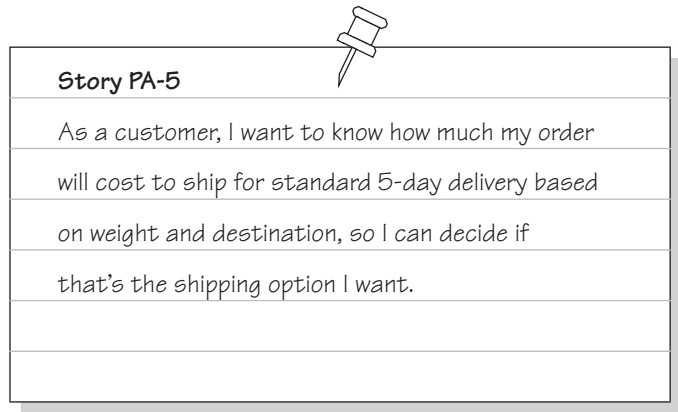 Story PA-5
As a customer, I want to know how much my order
will cost to ship for standard 5-day delivery based
on weight and destination, so I can decide if
that's the shipping option I want.